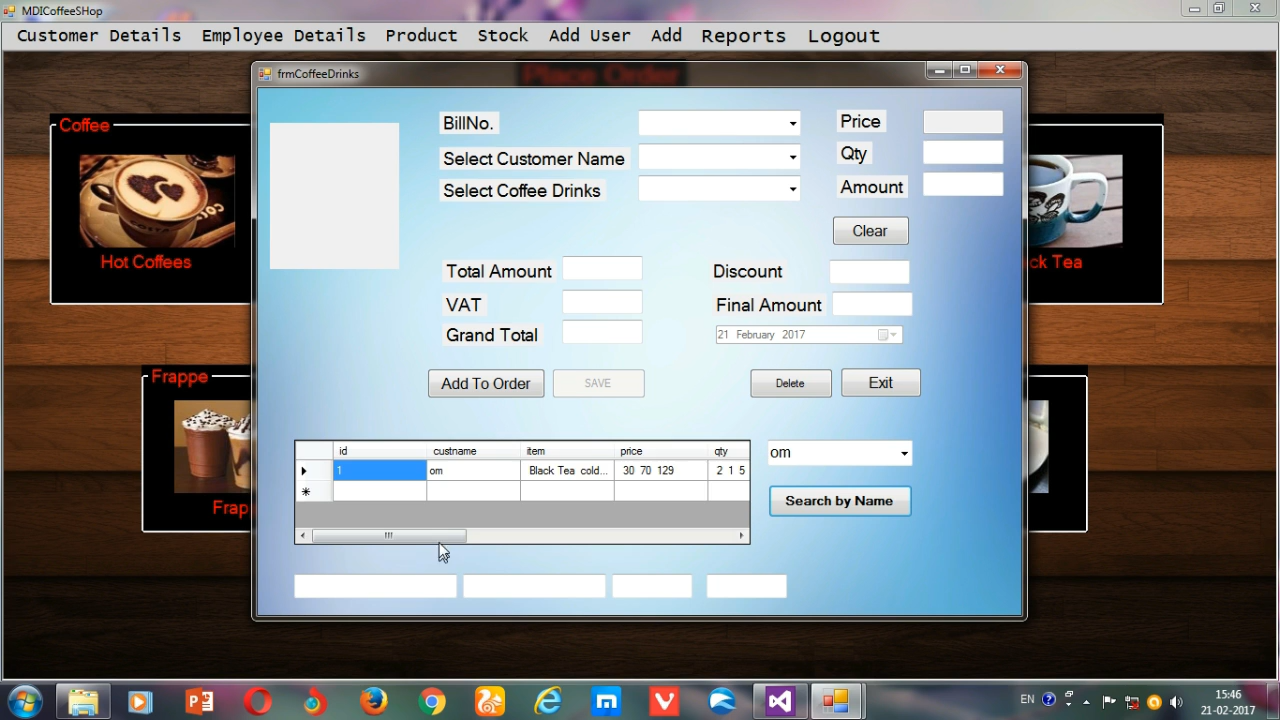 MDICoffeeSHop
Customer Details Employee Details Product Stock Add User Add Reports Logout
frmCoffeeDrinks
Coffee
Hot Coffees
Frappe
BillNo.
Select Customer Name
Select Coffee Drinks
Price
Qty
Amount
Clear
Total Amount
VAT
Grand Total
Discount
Final Amount
21 February 2017
Add To Order SAVE Delete Exit
id custname item price qty
1 om Black Tea cold... 30 70 129 2 1 5
om
Search by Name
EN
15:46
21-02-2017